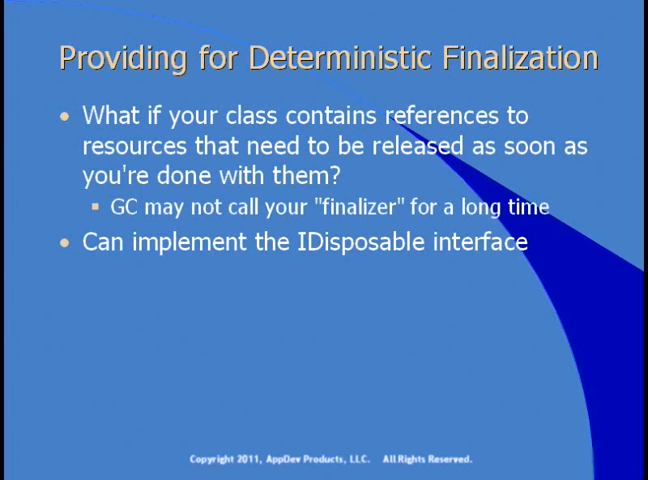 Providing for Deterministic Finalization
• What if your class contains references to
resources that need to be released as soon as
you're done with them?
▪ GC may not call your "finalizer" for a long time
• Can implement the IDisposable interface
Copyright 2011, AppDev Products, LLC. All Rights Reserved.